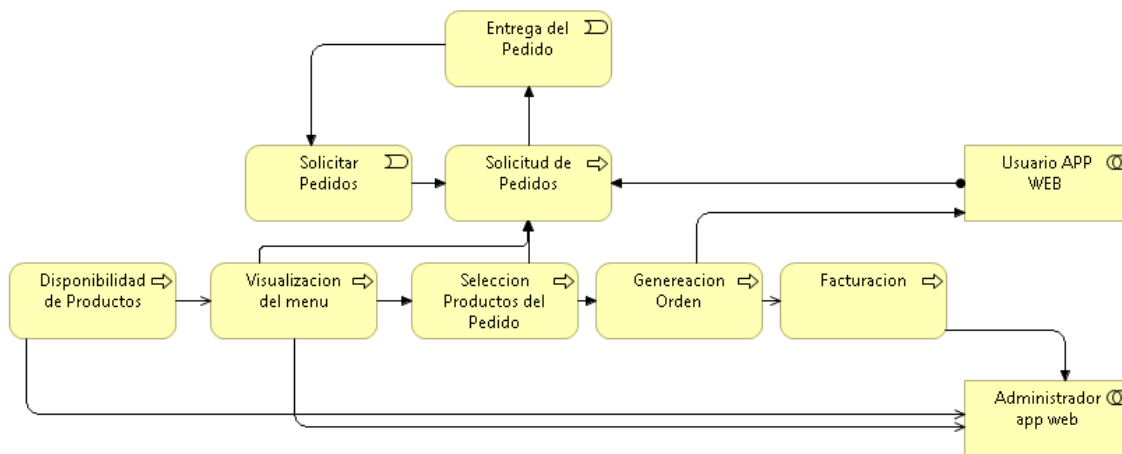 Entrega del
Pedido
Solicitar
Pedidos
Solicitud de
Pedidos
Usuario APP
WEB
Disponibilidad
de Productos
Visualizacion
del menu
Seleccion
Productos del
Pedido
Genereacion
Orden
Facturacion
Administrador
app web